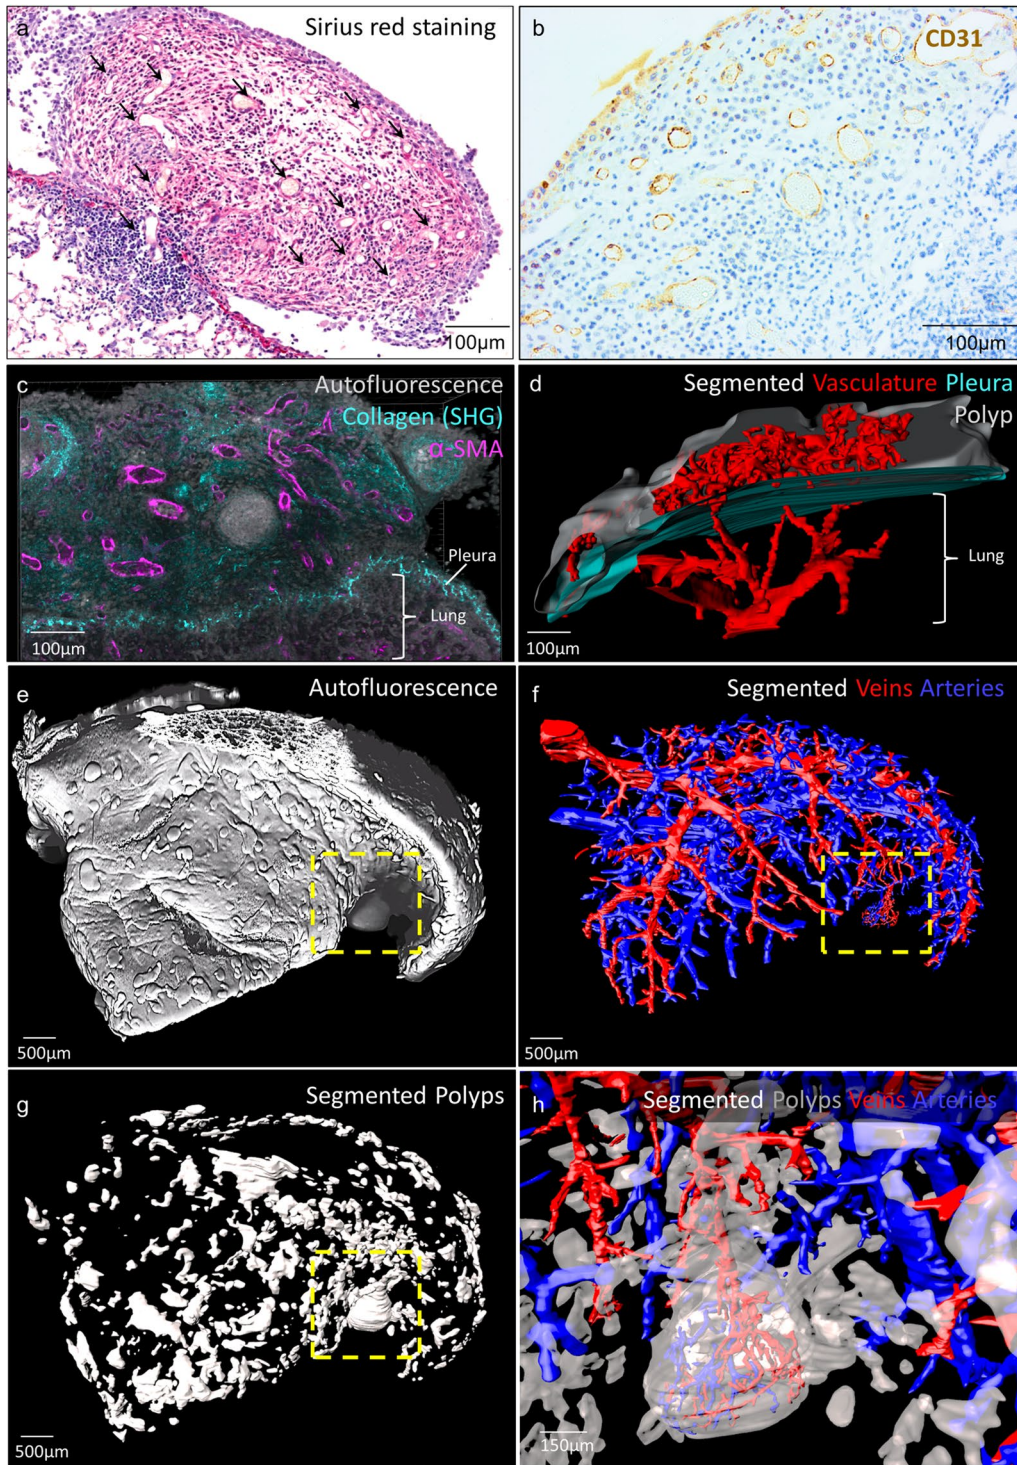 a
Sirius red staining
100µm
b
CD31
100µm
c
Autofluorescence
Collagen (SHG)
α-SMA
Pleura
Lung
100µm
d
Segmented Vasculature Pleura
Polyp
Lung
100µm
e
Autofluorescence
500µm
f
Segmented Veins Arteries
500µm
g
Segmented Polyps
500µm
h
Segmented Polyps Veins Arteries
150µm